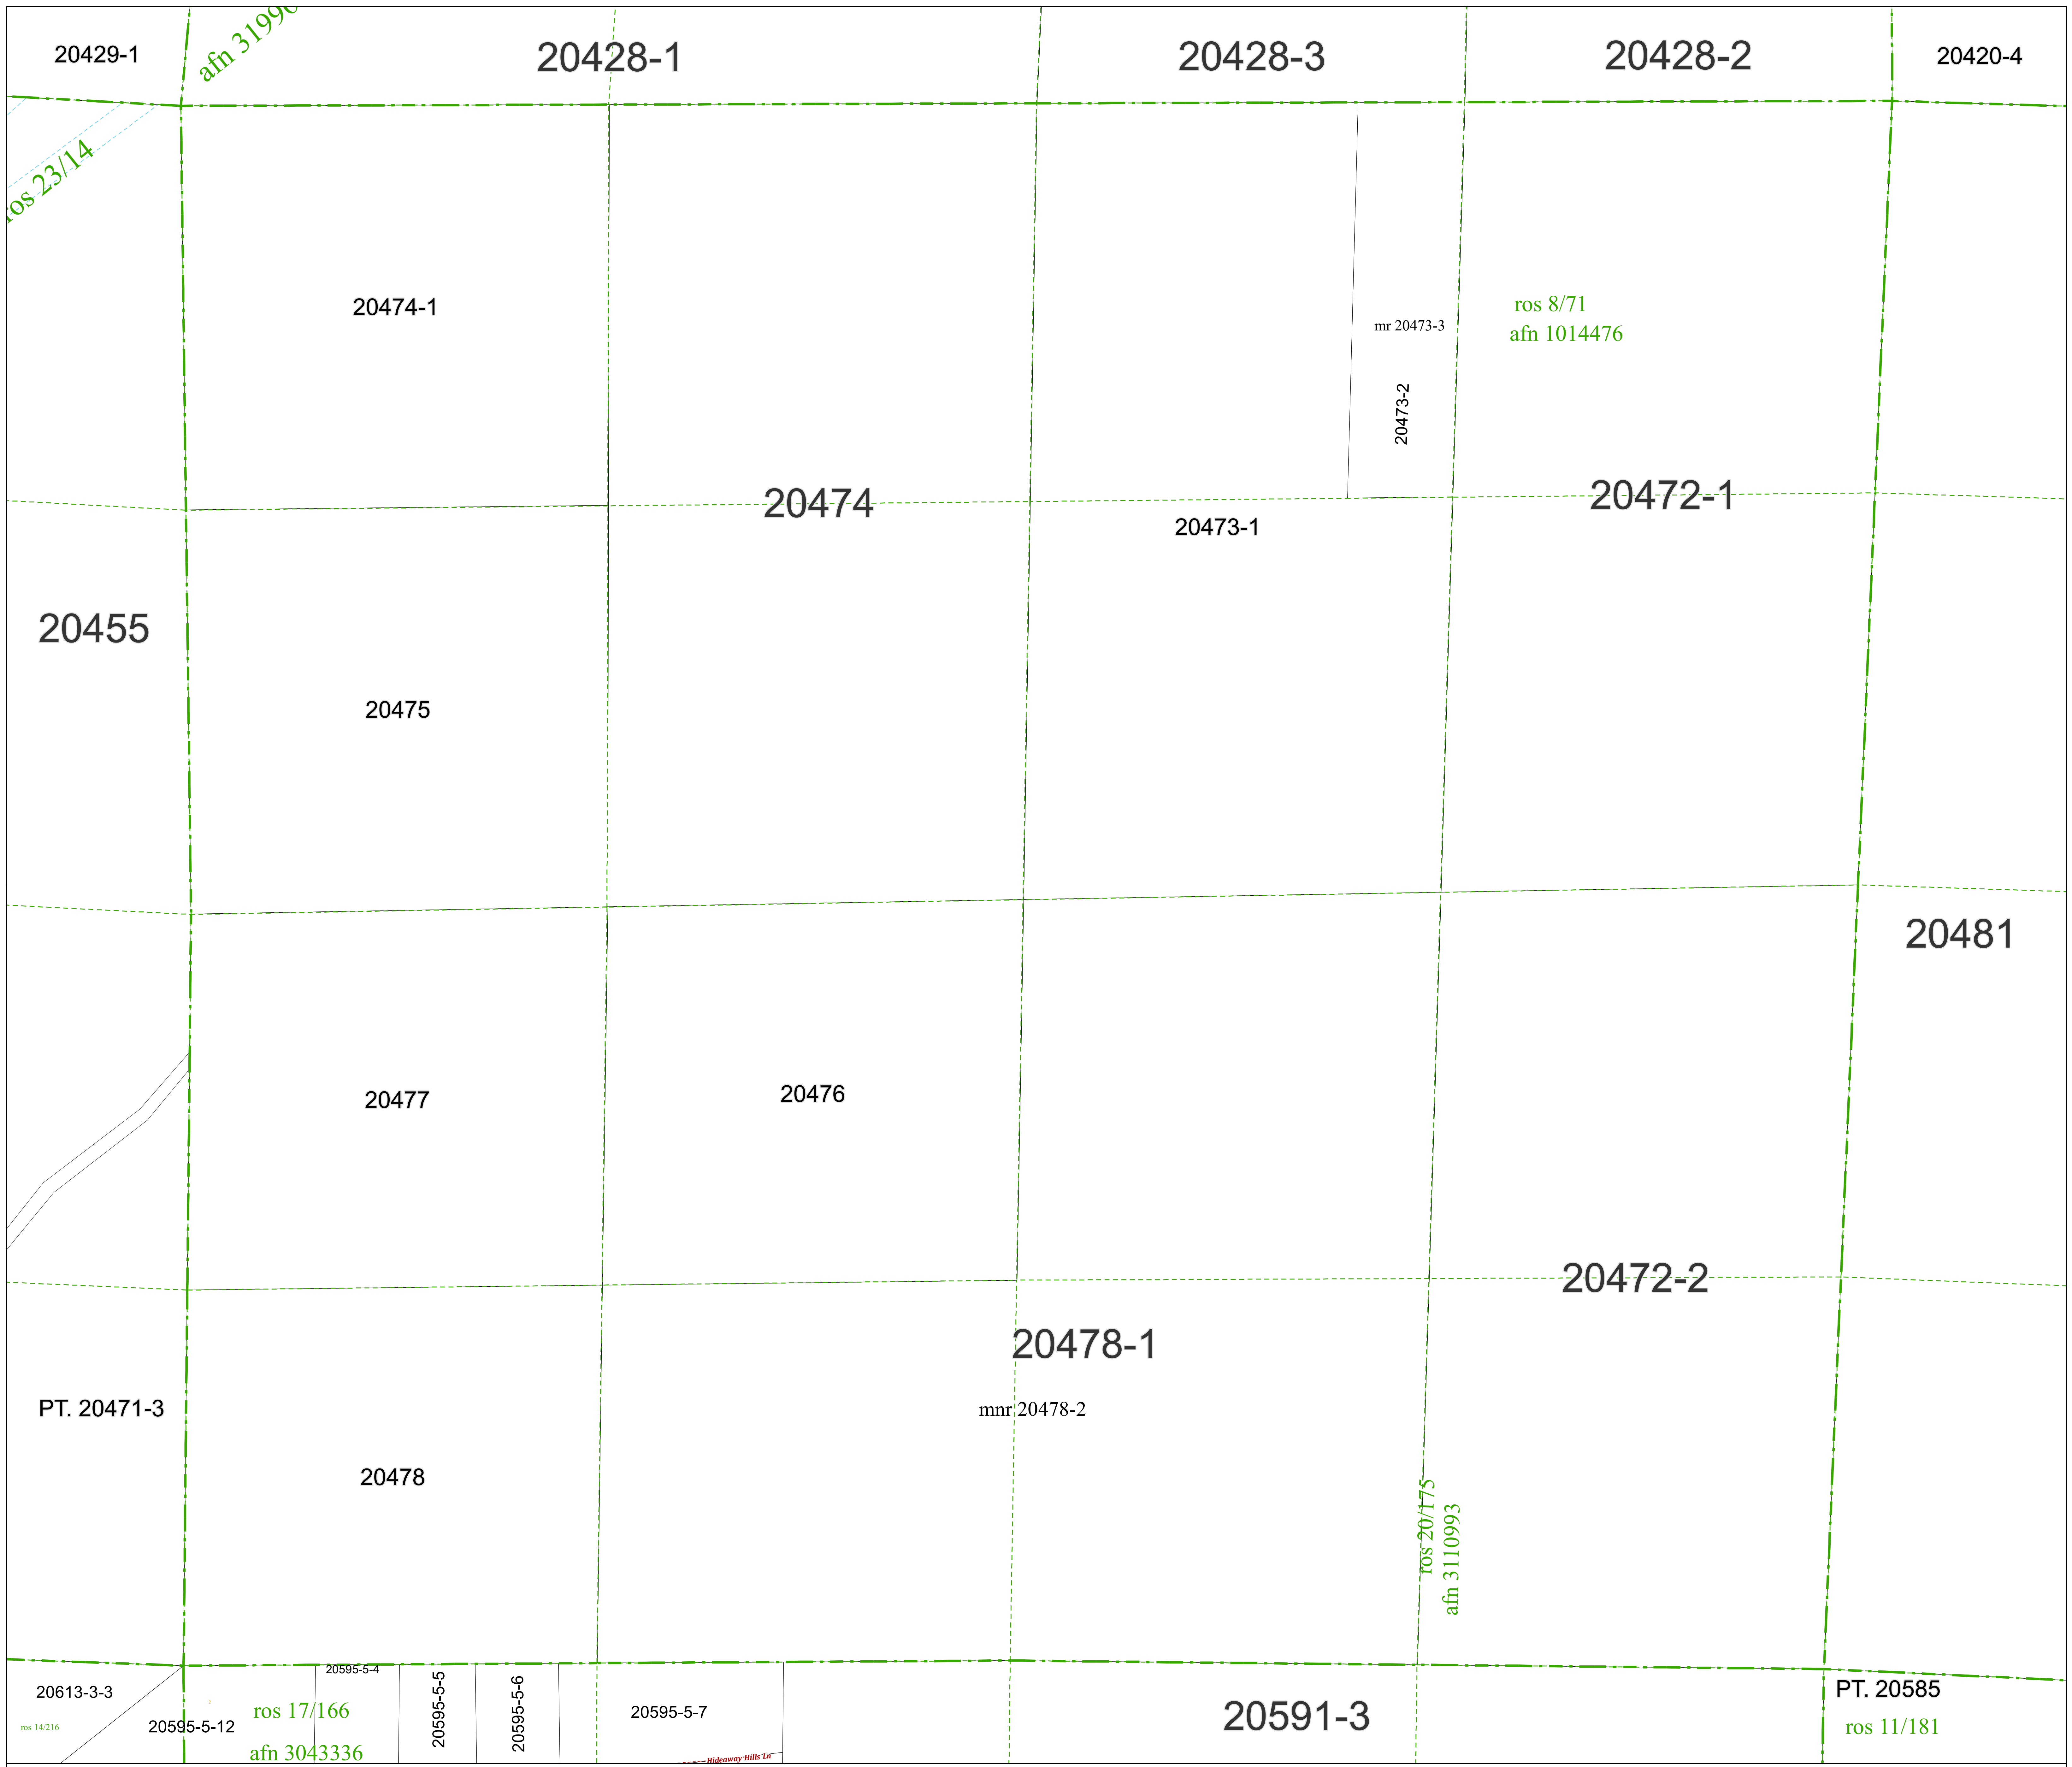 20429-1
20428-1
20428-3
20428-2
20420-4
ros 23/14
20474-1
ros 8/71
mr 20473-3
afn 1014476
20473-2
20474
20472-1
20473-1
20455
20475
20481
20477
20476
20472-2
20478-1
PT. 20471-3
mnr 20478-2
20478
ros 20/175
afn 3110993
20595-5-4
20613-3-3
20595-5-5
20595-5-6
PT. 20585
ros 17/166
20595-5-7
20591-3
ros 14/216
20595-5-12
ros 11/181
afn 3043336
Hideaway Hills Ln